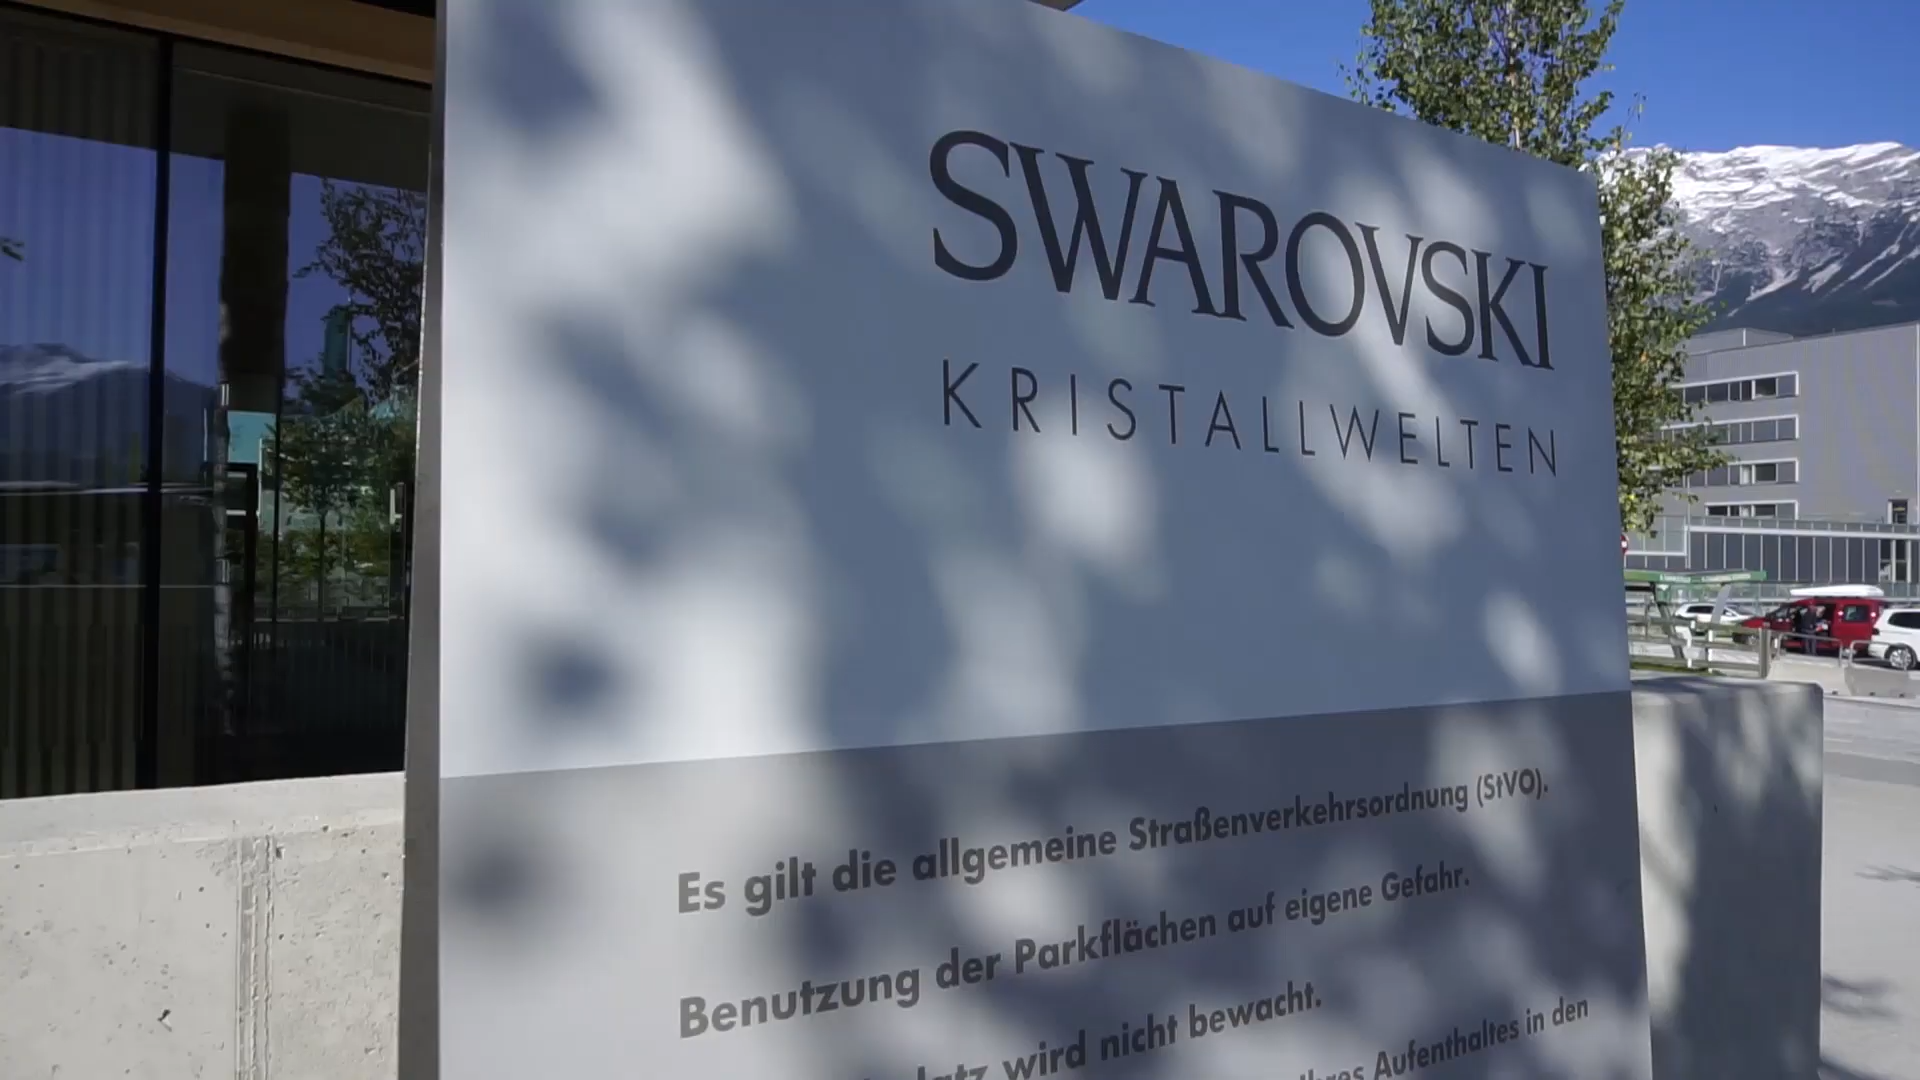 SWAROVSKI
KRISTALLWELTEN
Es gilt die allgemeine Straßenverkehrsordnung (StVO).
Benutzung der Parkflächen auf eigene Gefahr.
wird nicht bewacht.
Aufenthaltes in den